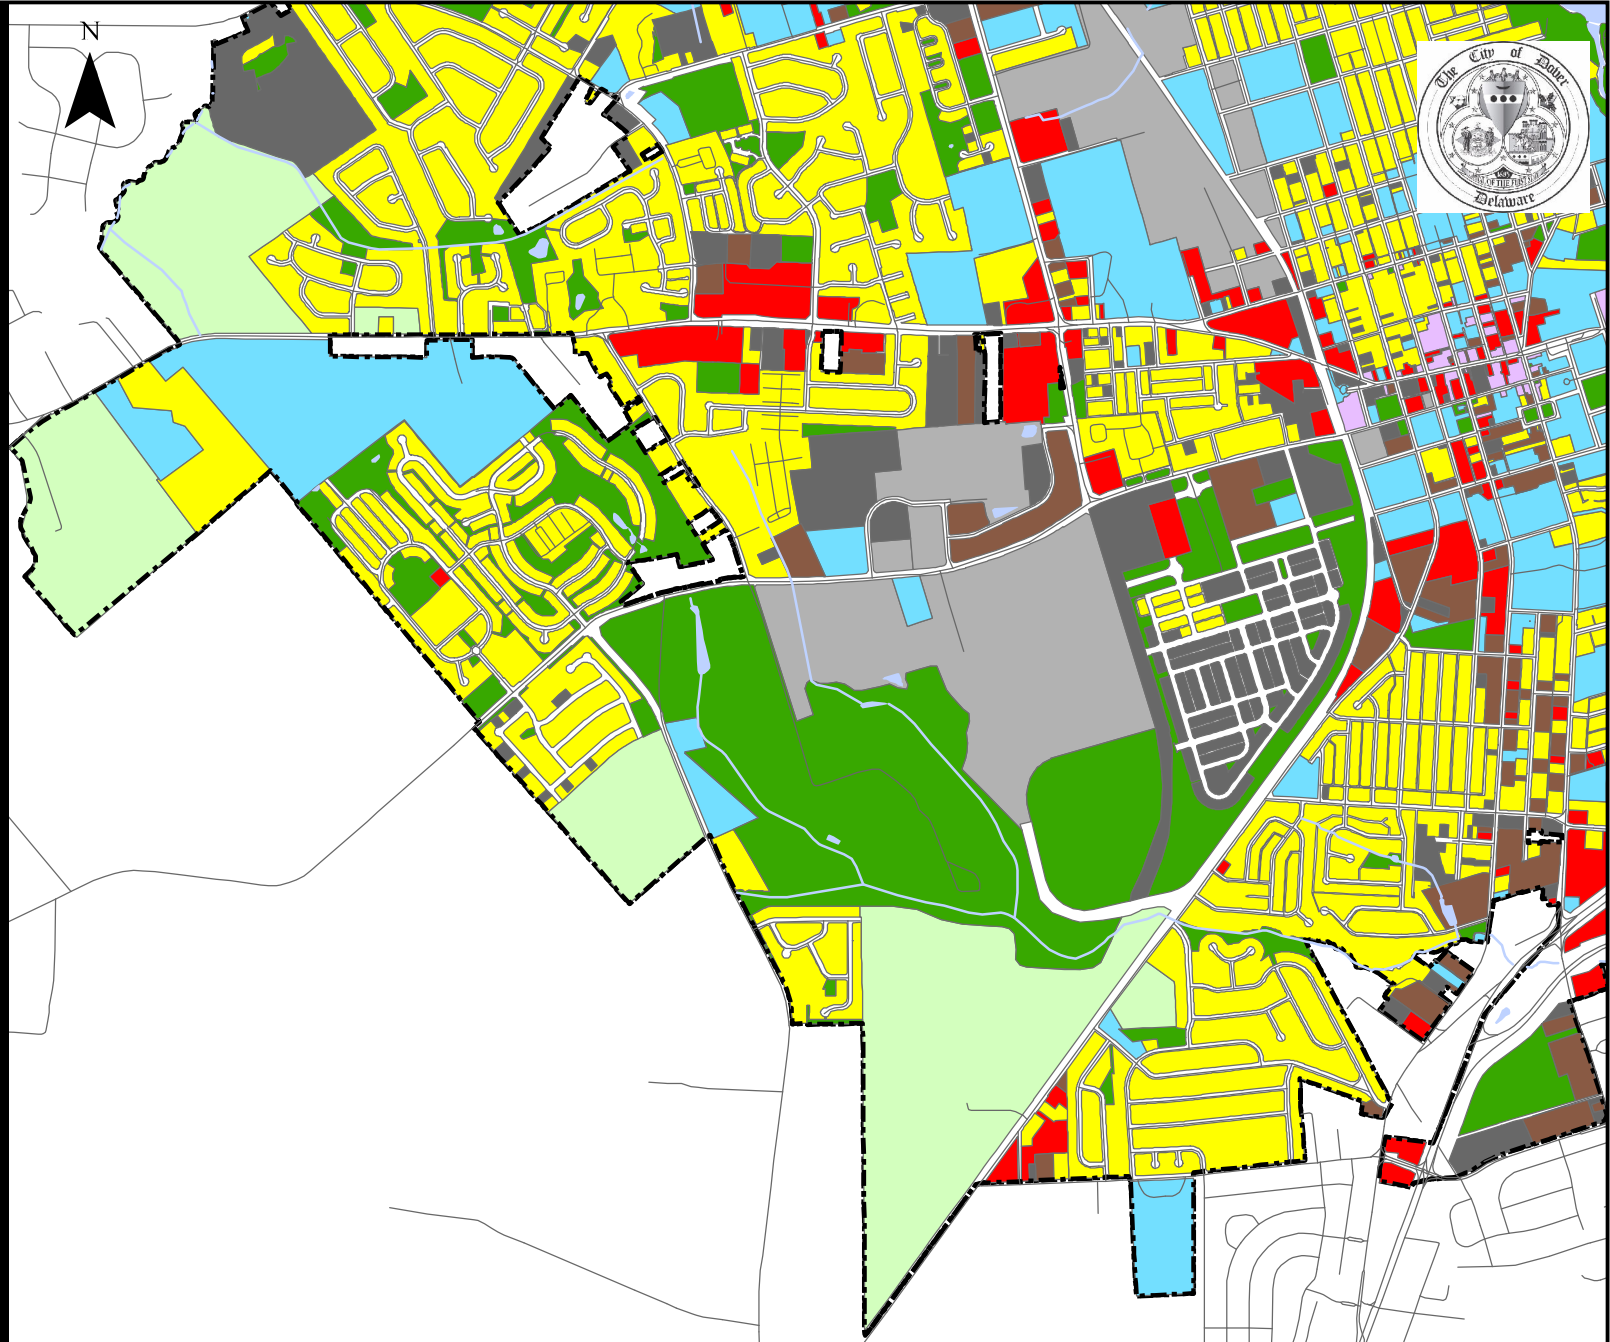 N
The City of Dover
Delaware